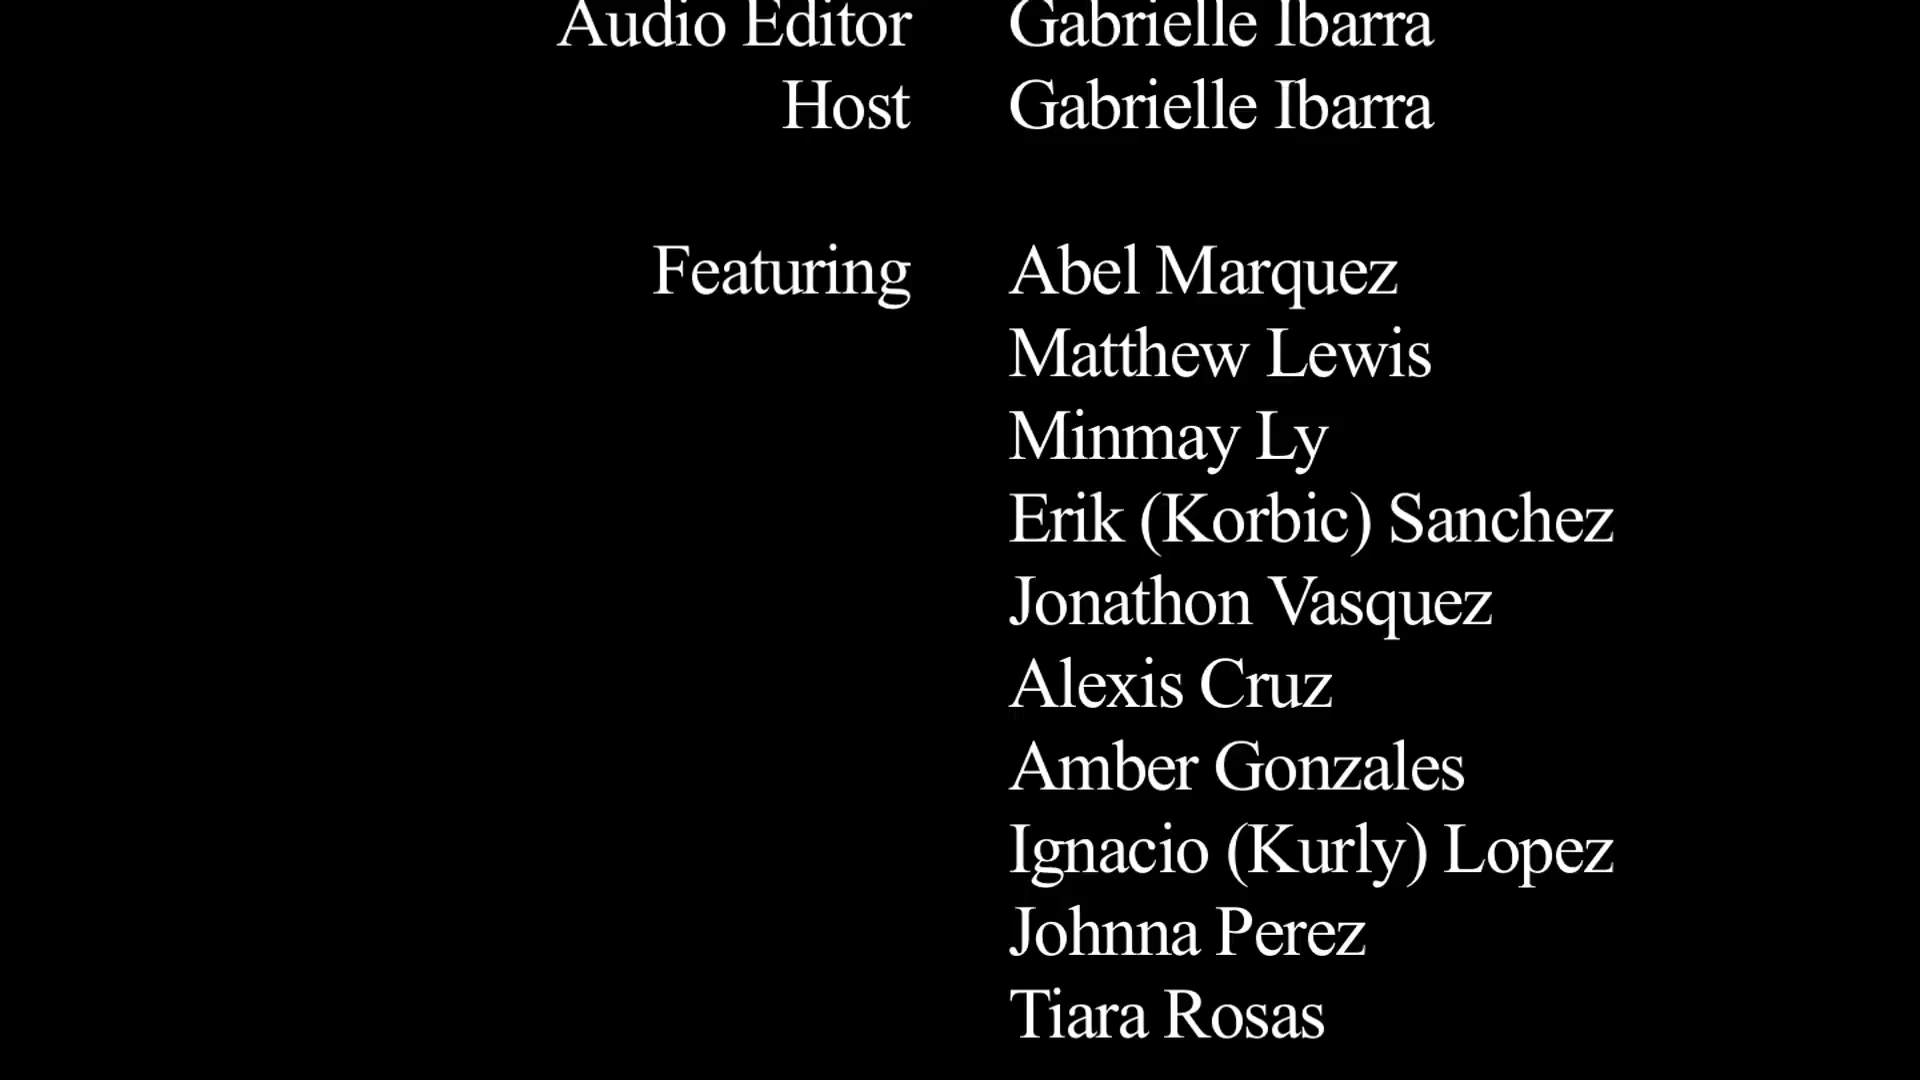 Audio Editor Gabrielle Ibarra
Host Gabrielle Ibarra
Featuring Abel Marquez
Matthew Lewis
Minmay Ly
Erik (Korbic) Sanchez
Jonathon Vasquez
Alexis Cruz
Amber Gonzales
Ignacio (Kurly) Lopez
Johnna Perez
Tiara Rosas